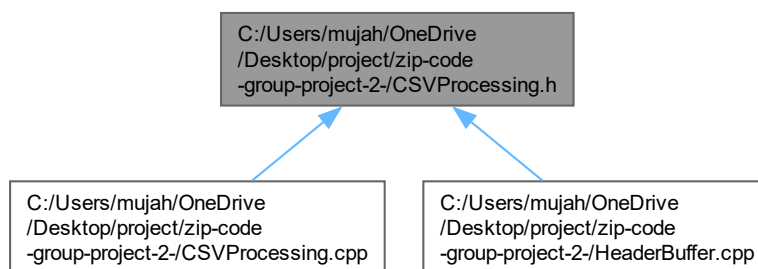 C:/Users/mujah/OneDrive
/Desktop/project/zip-code
-group-project-2-/CSVProcessing.h
C:/Users/mujah/OneDrive
/Desktop/project/zip-code
-group-project-2-/CSVProcessing.cpp
C:/Users/mujah/OneDrive
/Desktop/project/zip-code
-group-project-2-/HeaderBuffer.cpp